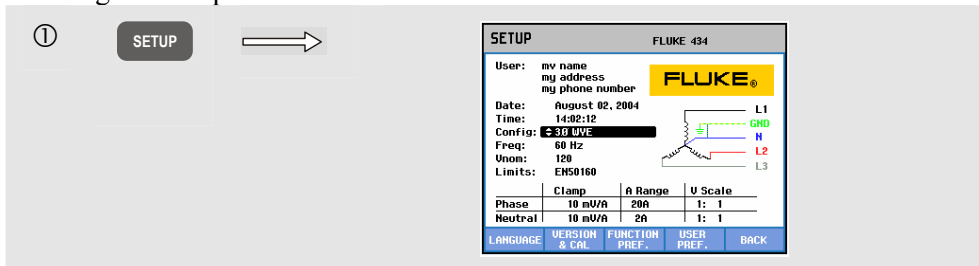 ①
SETUP
SETUP FLUKE 434
User: my name
my address
my phone number
FLUKE®
Date: August 02, 2004
Time: 14:02:12
Config: 3Ø WYE
Freq: 60 Hz
Vnom: 120
Limits: EN50160
L1
GND
N
L2
L3
Clamp A Range V Scale
Phase 10 mV/A 20A 1: 1
Neutral 10 mV/A 2A 1: 1
LANGUAGE VERSION & CAL FUNCTION PREF. USER PREF. BACK